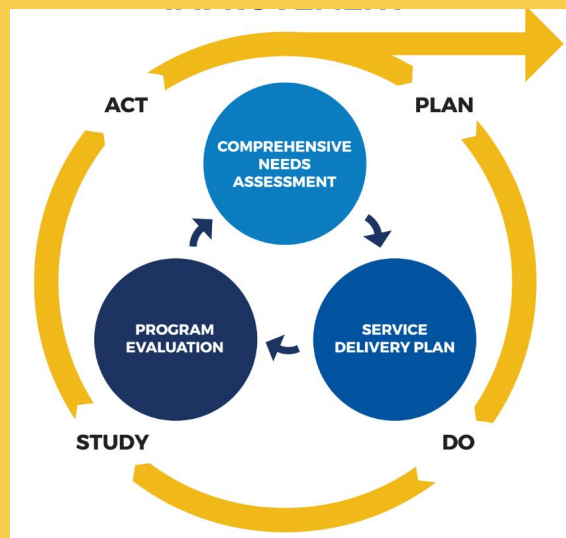 ACT
PLAN
COMPREHENSIVE
NEEDS
ASSESSMENT
PROGRAM
EVALUATION
SERVICE
DELIVERY PLAN
STUDY
DO